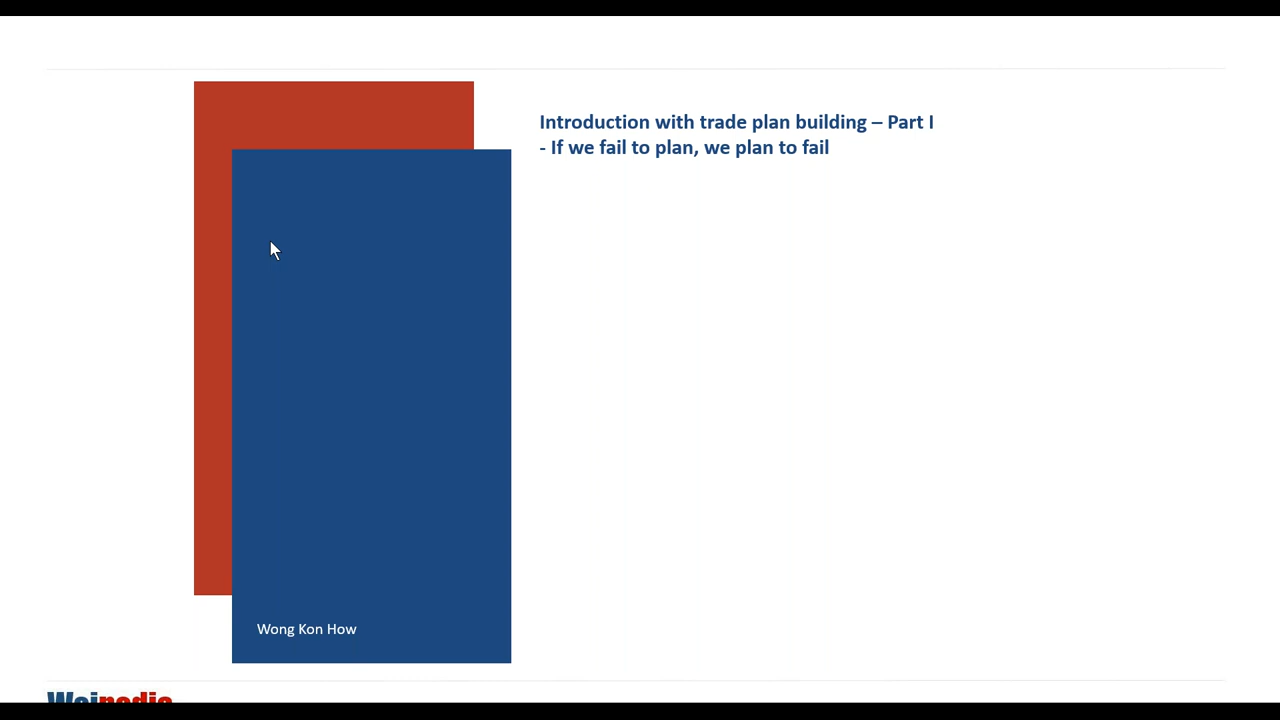 Introduction with trade plan building – Part I
- If we fail to plan, we plan to fail
Wong Kon How